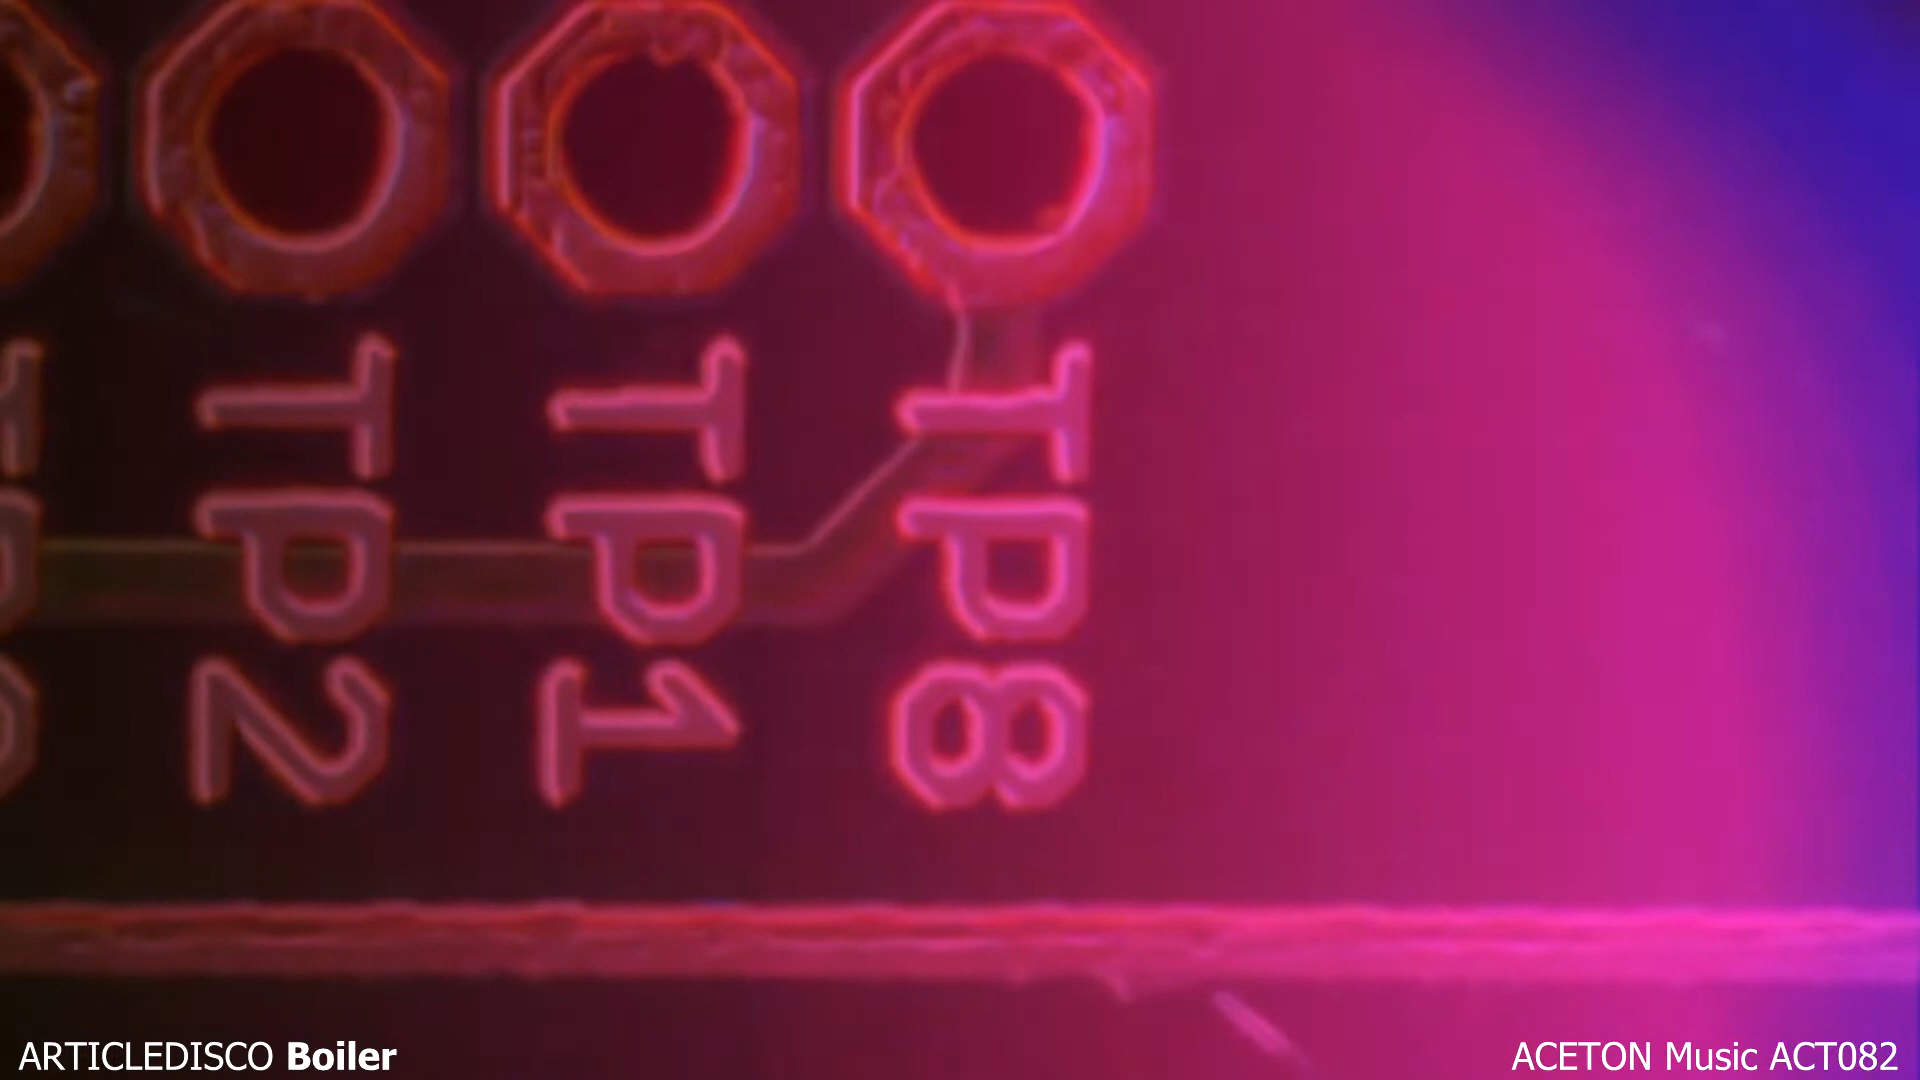 TP2
TP1
TP8
ARTICLEDISCO Boiler
ACETON Music ACT082